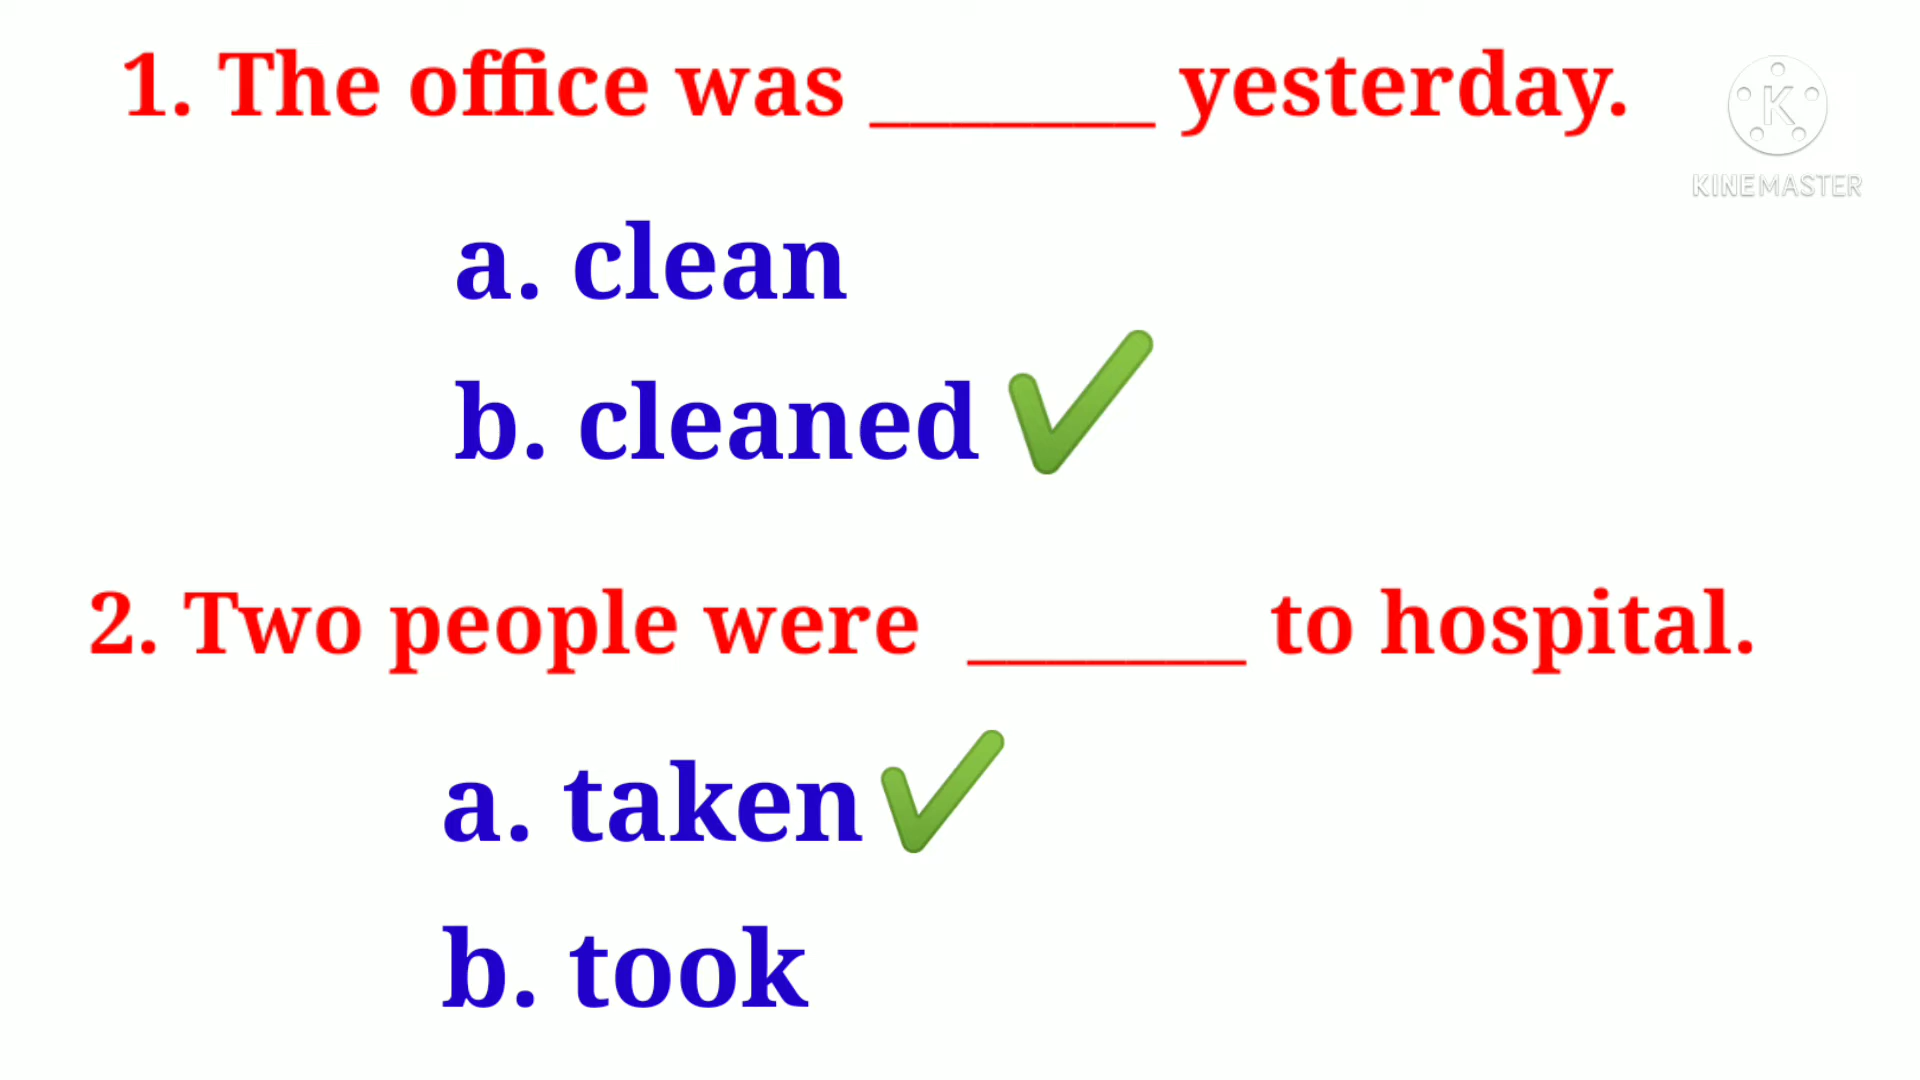 1. The office was _______ yesterday.
K
KINEMASTER
a. clean
b. cleaned
2. Two people were _______ to hospital.
a. taken
b. took